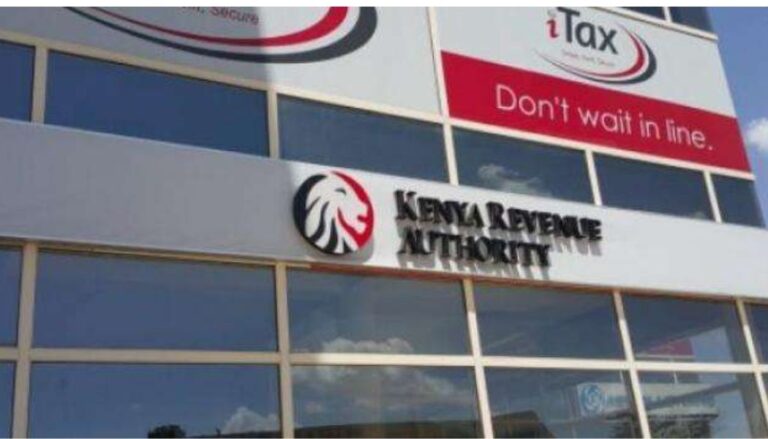 , Secure
iTax
Don't wait in line.
KENYA REVENUE
AUTHORITY